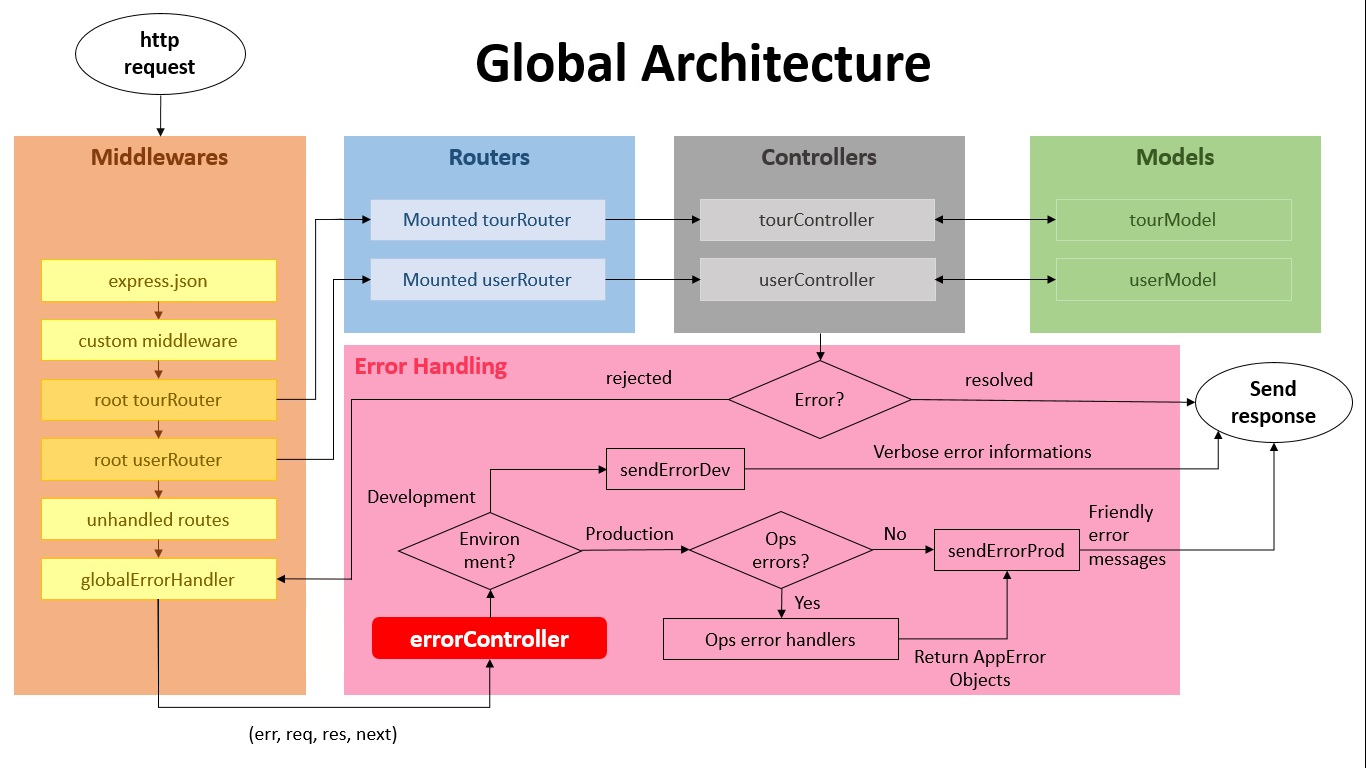 http
request
Global Architecture
Middlewares
express.json
custom middleware
root tourRouter
root userRouter
unhandled routes
globalErrorHandler
(err, req, res, next)
Routers
Mounted tourRouter
Mounted userRouter
Controllers
tourController
userController
Models
tourModel
userModel
Error Handling
rejected
Error?
resolved
Send
response
sendErrorDev
Verbose error informations
Development
Environ
ment?
Production
Ops
errors?
No
sendErrorProd
Friendly
error
messages
Yes
errorController
Ops error handlers
Return AppError
Objects